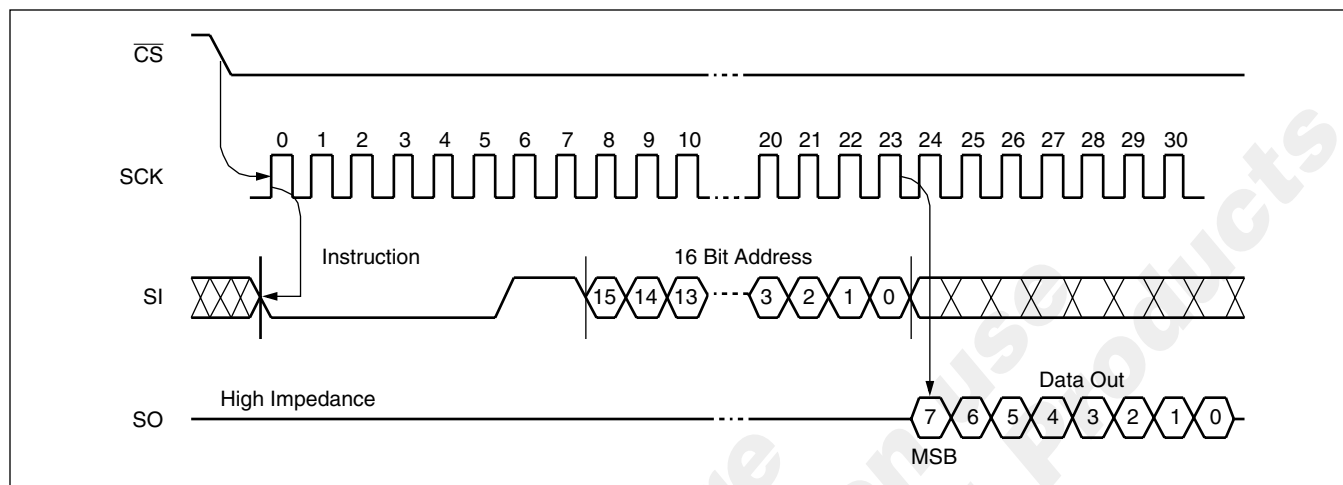 CS
0 1 2 3 4 5 6 7 8 9 10 20 21 22 23 24 25 26 27 28 29 30
SCK
Instruction 16 Bit Address
SI 15 14 13 3 2 1 0
High Impedance Data Out
SO 7 6 5 4 3 2 1 0
MSB
use
products